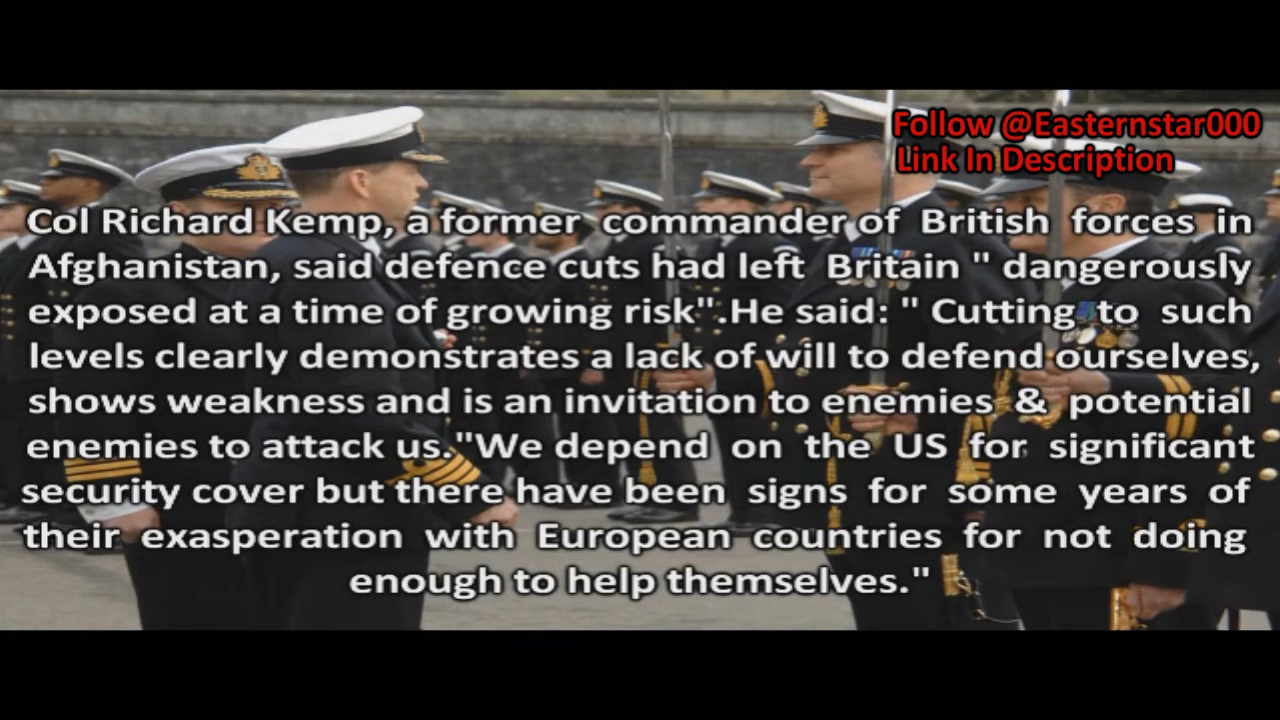 Follow @Easternstar000
Link In Description
Col Richard Kemp, a former commander of British forces in
Afghanistan, said defence cuts had left Britain " dangerously
exposed at a time of growing risk".He said: " Cutting to such
levels clearly demonstrates a lack of will to defend ourselves,
shows weakness and is an invitation to enemies & potential
enemies to attack us."We depend on the US for significant
security cover but there have been signs for some years of
their exasperation with European countries for not doing
enough to help themselves."